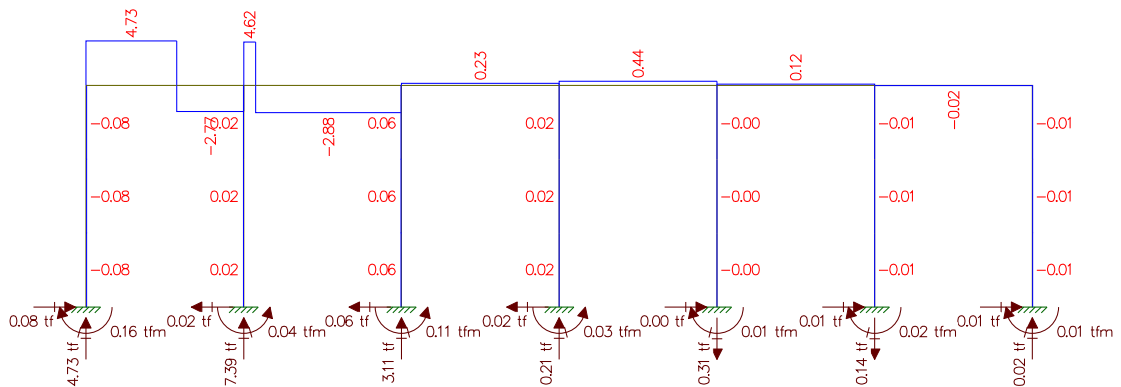 4.73
4.62
0.23
0.44
0.12
-0.02
-2.77
-2.88
-0.08
0.02
0.06
0.02
-0.00
-0.01
-0.01
-0.08
0.02
0.06
0.02
-0.00
-0.01
-0.01
-0.08
0.02
0.06
0.02
-0.00
-0.01
-0.01
0.08 tf
0.16 tfm
4.73 tf
0.02 tf
0.04 tfm
7.39 tf
0.06 tf
0.11 tfm
3.11 tf
0.02 tf
0.03 tfm
0.21 tf
0.00 tf
0.01 tfm
0.31 tf
0.01 tf
0.02 tfm
0.14 tf
0.01 tf
0.01 tfm
0.02 tf